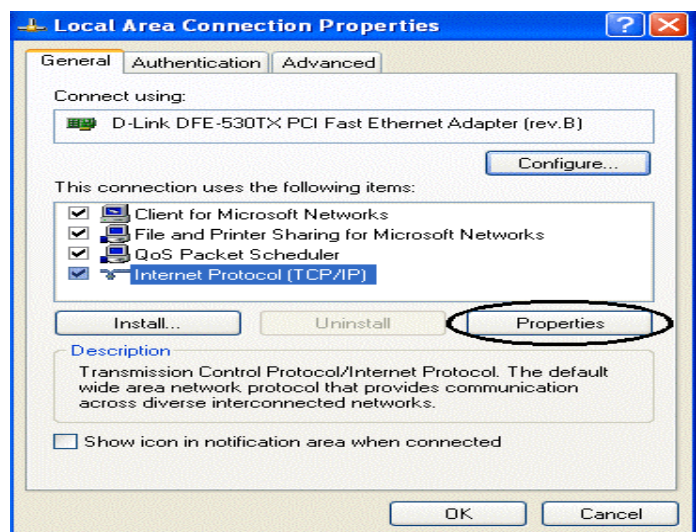 Local Area Connection Properties
General Authentication Advanced
Connect using:
D-Link DFE-530TX PCI Fast Ethernet Adapter (rev.B)
Configure...
This connection uses the following items:
Client for Microsoft Networks
File and Printer Sharing for Microsoft Networks
QoS Packet Scheduler
Internet Protocol (TCP/IP)
Install... Uninstall Properties
Description
Transmission Control Protocol/Internet Protocol. The default
wide area network protocol that provides communication
across diverse interconnected networks.
Show icon in notification area when connected
OK Cancel